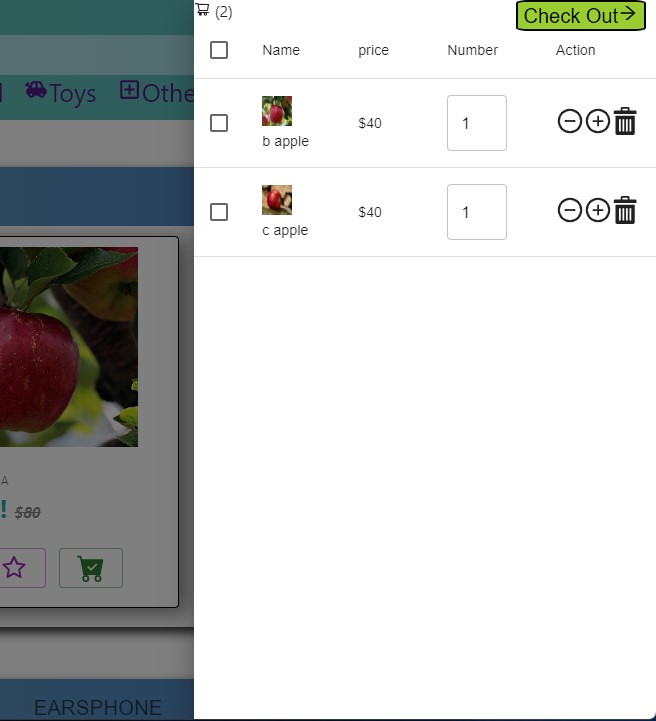 (2)
Check Out
Name price Number Action
Toys Othe
b apple
$40
1
c apple
$40
1
A
! $80
EARSPHONE